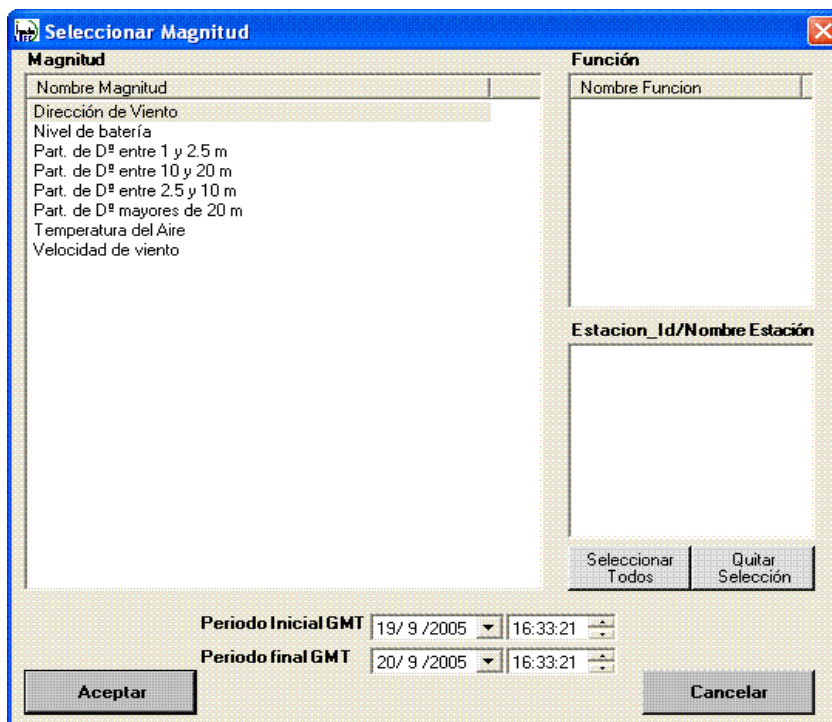 Seleccionar Magnitud
Magnitud
Nombre Magnitud
Dirección de Viento
Nivel de batería
Part. de Dº entre 1 y 2.5 m
Part. de Dº entre 10 y 20 m
Part. de Dº entre 2.5 y 10 m
Part. de Dº mayores de 20 m
Temperatura del Aire
Velocidad de viento
Función
Nombre Funcion
Estacion_Id/Nombre Estación
Seleccionar
Todos
Quitar
Selección
Periodo Inicial GMT 19/ 9 /2005 16:33:21
Periodo final GMT 20/ 9 /2005 16:33:21
Aceptar
Cancelar